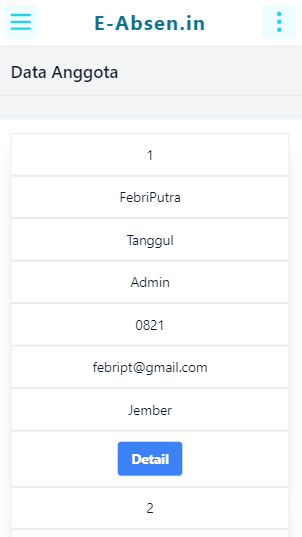 E-Absen.in
Data Anggota
1
FebriPutra
Tanggul
Admin
0821
febript@gmail.com
Jember
Detail
2